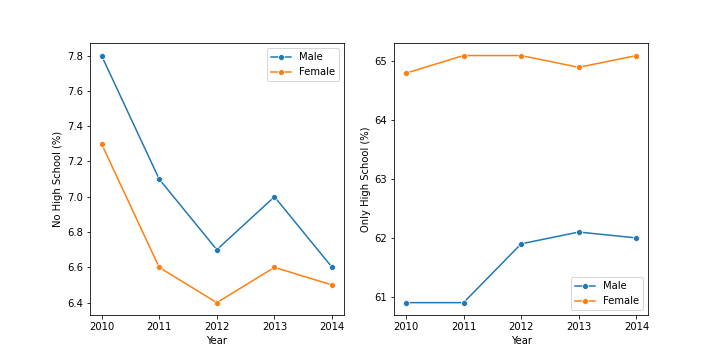 7.8
7.6
7.4
7.2
7.0
6.8
6.6
6.4
No High School (%)
2010 2011 2012 2013 2014
Year
Male
Female
65
64
63
62
61
Only High School (%)
2010 2011 2012 2013 2014
Year
Male
Female